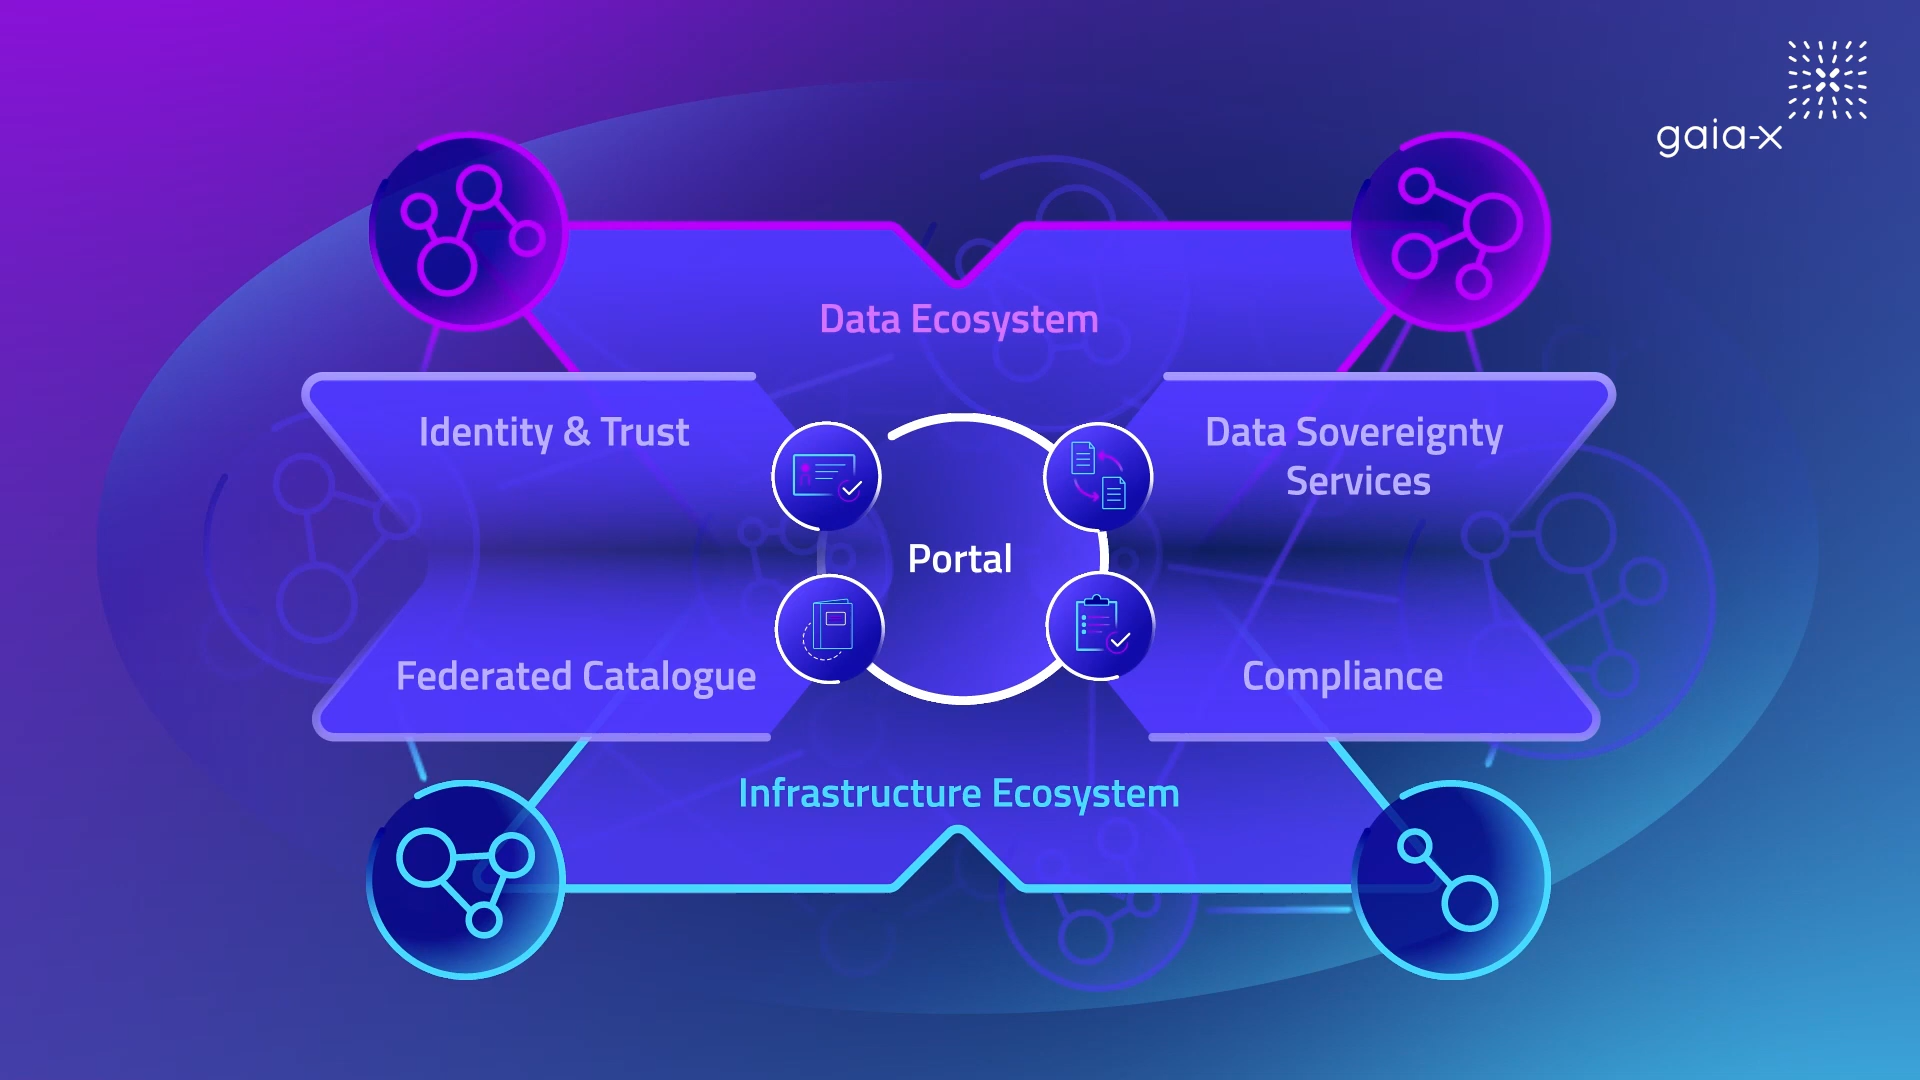 gaia-x
Data Ecosystem
Identity & Trust
Data Sovereignty
Services
Portal
Federated Catalogue
Compliance
Infrastructure Ecosystem